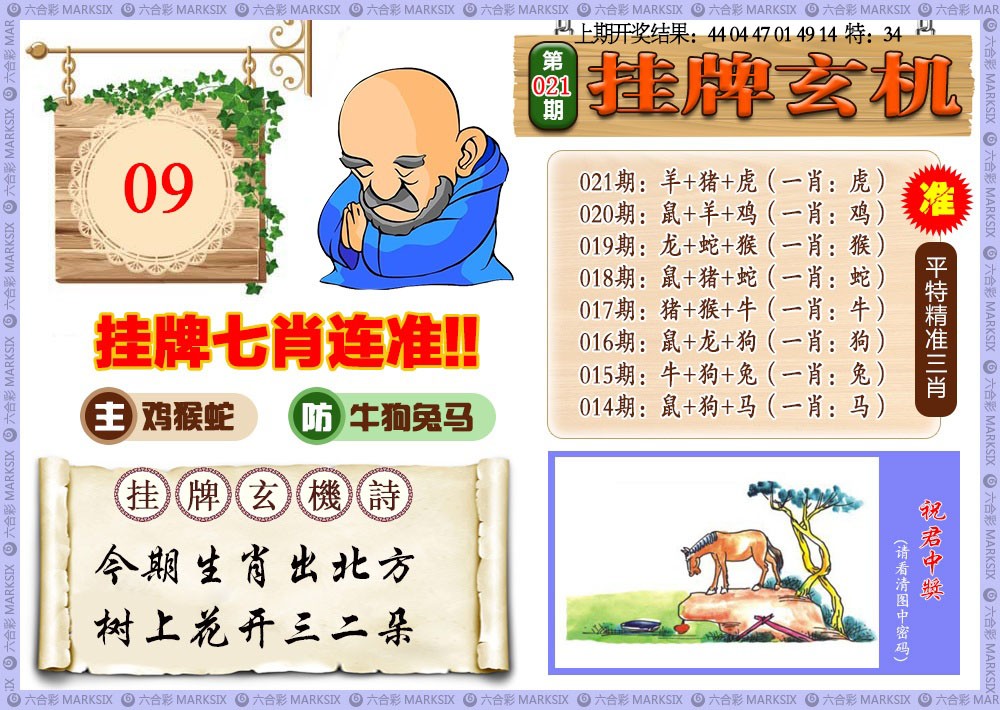 六合彩 MARKSIX
上期开奖结果：44 04 47 01 49 14 特：34
第
021
期
挂牌玄机
09
021期：羊+猪+虎（一肖：虎）
020期：鼠+羊+鸡（一肖：鸡）
019期：龙+蛇+猴（一肖：猴）
018期：鼠+猪+蛇（一肖：蛇）
017期：猪+猴+牛（一肖：牛）
016期：鼠+龙+狗（一肖：狗）
015期：牛+狗+兔（一肖：兔）
014期：鼠+狗+马（一肖：马）
准
平特精准三肖
挂牌七肖连准!!
主 鸡猴蛇
防 牛狗兔马
挂牌玄機詩
今期生肖出北方
树上花开三二朵
祝君中奖
（请看清图中密码）